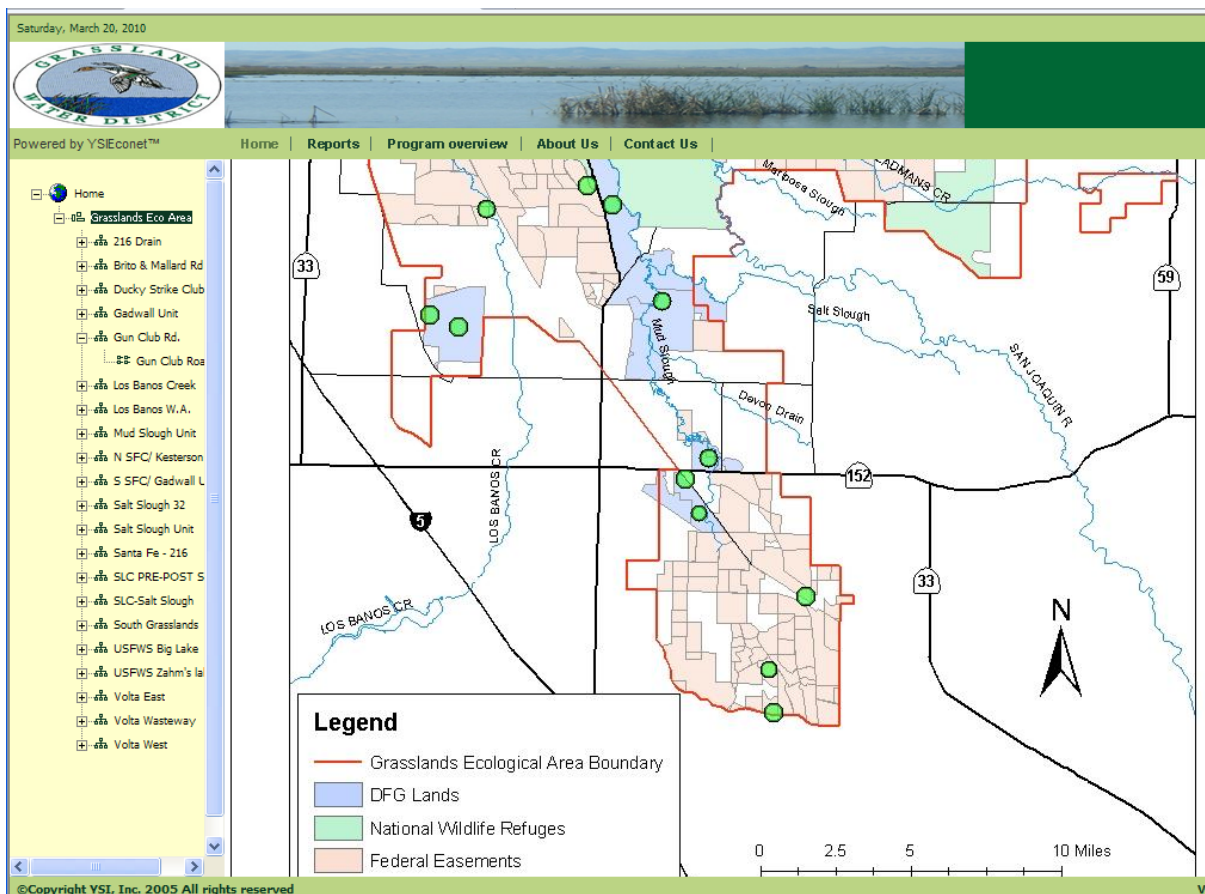 Saturday, March 20, 2010
GRASSLAND
WATER DISTRICT
Powered by YSIEconet™
Home | Reports | Program overview | About Us | Contact Us |
Home
Grasslands Eco Area
216 Drain
Brito & Mallard Rd
Ducky Strike Club
Gadwall Unit
Gun Club Rd.
Gun Club Roa
Los Banos Creek
Los Banos W.A.
Mud Slough Unit
N SFC/ Kesterson
S SFC/ Gadwall U
Salt Slough 32
Salt Slough Unit
Santa Fe - 216
SLC PRE-POST S
SLC-Salt Slough
South Grasslands
USFWS Big Lake
USFWS Zahm's la
Volta East
Volta Wasteway
Volta West
Mariposa Slough
EADMANS CR
33
59
Salt Slough
Mud Slough
SAN JOAQUIN R
Devon Drain
LOS BANOS CR
152
5
33
LOS BANOS CR
N
Legend
Grasslands Ecological Area Boundary
DFG Lands
National Wildlife Refuges
Federal Easements
0 2.5 5 10 Miles
©Copyright YSI, Inc. 2005 All rights reserved
V